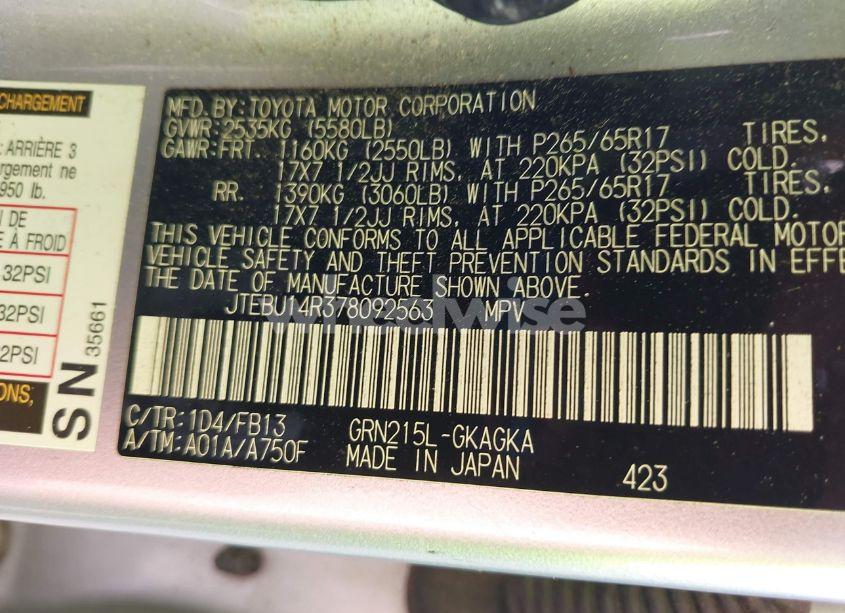 CHARGEMENT
: ARRIÈRE 3
rgement ne
950 lb.
I DE
E À FROID
32PSI
32PSI
2PSI
ONS,
SN 35661
MFD. BY: TOYOTA MOTOR CORPORATION
GVWR: 2535KG (5580LB)
GAWR: FRT. 1160KG (2550LB) WITH P265/65R17 TIRES.
17X7 1/2JJ RIMS, AT 220KPA (32PSI) COLD.
RR. 1390KG (3060LB) WITH P265/65R17 TIRES.
17X7 1/2JJ RIMS, AT 220KPA (32PSI) COLD.
THIS VEHICLE CONFORMS TO ALL APPLICABLE FEDERAL MOTOR
VEHICLE SAFETY AND THEFT PREVENTION STANDARDS IN EFFE
THE DATE OF MANUFACTURE SHOWN ABOVE.
JTEBU14R378092563 MPV
wheelwise
C/TR: 1D4/FB13 GRN215L-GKAGKA
A/TM: A01A/A750F MADE IN JAPAN 423